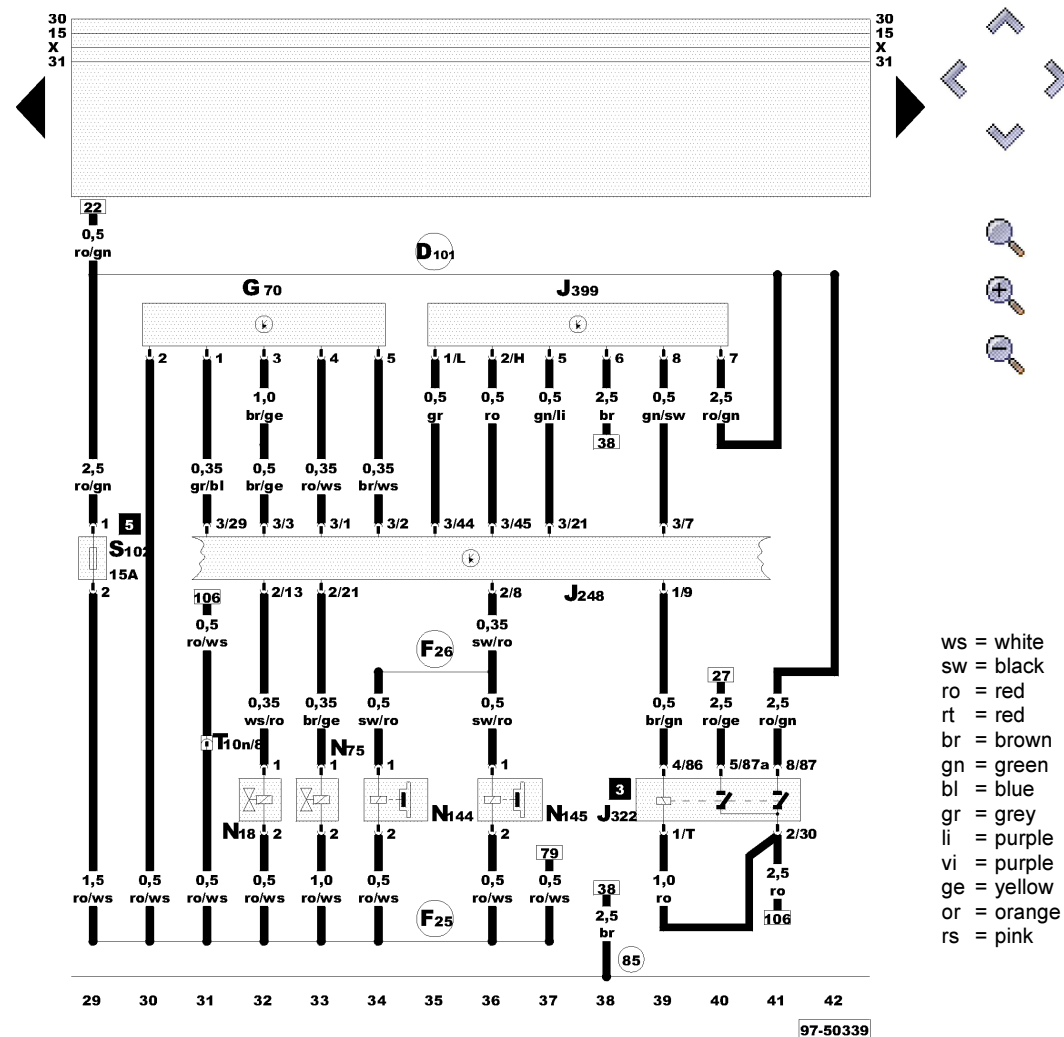 30 30
15 15
X X
31 31
22
0,5
ro/gn
D101
G 70 J399
2 1 3 4 5 1/L 2/H 5 6 8 7
1,0 0,5 0,5 0,5 2,5 0,5 2,5
br/ge gr ro gn/li br gn/sw ro/gn
38
2,5 0,35 0,5 0,35 0,35
ro/gn gr/bl br/ge ro/ws br/ws
1 5 3/29 3/3 3/1 3/2 3/44 3/45 3/21 3/7
S102
15A
2 106 2/13 2/21 2/8 J248 1/9
0,5 0,35
ro/ws sw/ro
F26
27
0,35 0,35 0,5 0,5 0,5 2,5 2,5
ws/ro br/ge sw/ro sw/ro br/gn ro/ge ro/gn
T10n/8 N75
1 1 1 1 4/86 5/87a 8/87
3
N18 N144 N145 J322
2 2 2 2 1/T 2/30
79
1,5 0,5 0,5 0,5 1,0 0,5 0,5 0,5 38 1,0 2,5
ro/ws ro/ws ro/ws ro/ws ro/ws ro/ws ro/ws ro/ws ro ro
F25 2,5 106
br
85
29 30 31 32 33 34 35 36 37 38 39 40 41 42
97-50339
ws = white
sw = black
ro = red
rt = red
br = brown
gn = green
bl = blue
gr = grey
li = purple
vi = purple
ge = yellow
or = orange
rs = pink